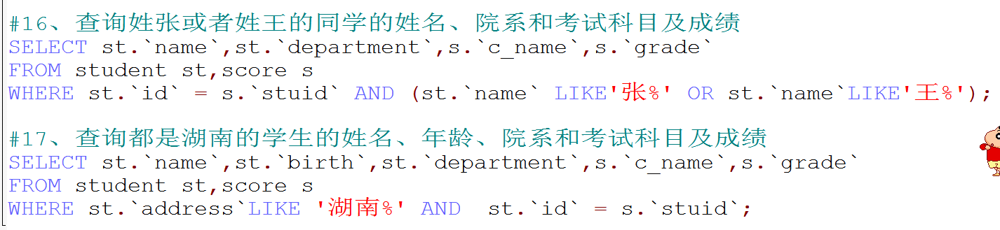 #16、查询姓张或者姓王的同学的姓名、院系和考试科目及成绩
SELECT st.`name`,st.`department`,s.`c_name`,s.`grade`
FROM student st,score s
WHERE st.`id` = s.`stuid` AND (st.`name` LIKE'张%' OR st.`name`LIKE'王%');
#17、查询都是湖南的学生的姓名、年龄、院系和考试科目及成绩
SELECT st.`name`,st.`birth`,st.`department`,s.`c_name`,s.`grade`
FROM student st,score s
WHERE st.`address`LIKE '湖南%' AND  st.`id` = s.`stuid`;